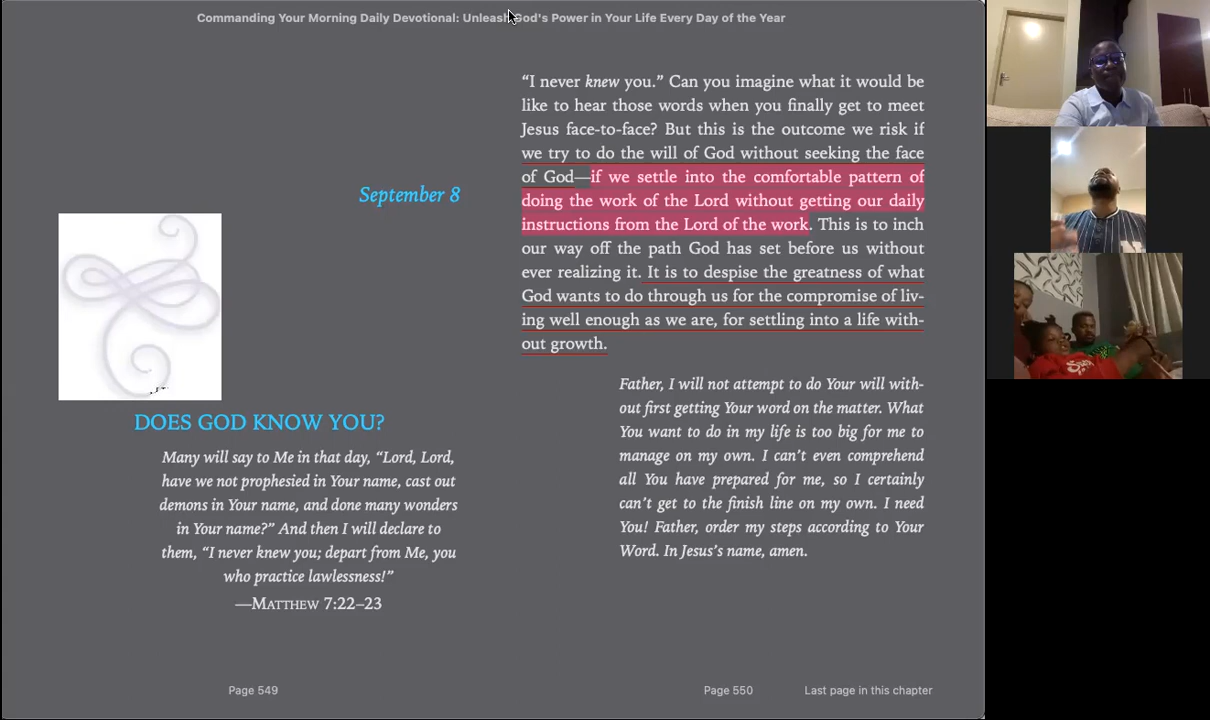 Commanding Your Morning Daily Devotional: Unleash God's Power in Your Life Every Day of the Year
September 8
DOES GOD KNOW YOU?
Many will say to Me in that day, “Lord, Lord,
have we not prophesied in Your name, cast out
demons in Your name, and done many wonders
in Your name?” And then I will declare to
them, “I never knew you; depart from Me, you
who practice lawlessness!”
—MATTHEW 7:22–23
Page 549
“I never knew you.” Can you imagine what it would be
like to hear those words when you finally get to meet
Jesus face-to-face? But this is the outcome we risk if
we try to do the will of God without seeking the face
of God—if we settle into the comfortable pattern of
doing the work of the Lord without getting our daily
instructions from the Lord of the work. This is to inch
our way off the path God has set before us without
ever realizing it. It is to despise the greatness of what
God wants to do through us for the compromise of liv-
ing well enough as we are, for settling into a life with-
out growth.
Father, I will not attempt to do Your will with-
out first getting Your word on the matter. What
You want to do in my life is too big for me to
manage on my own. I can’t even comprehend
all You have prepared for me, so I certainly
can’t get to the finish line on my own. I need
You! Father, order my steps according to Your
Word. In Jesus’s name, amen.
Page 550
Last page in this chapter